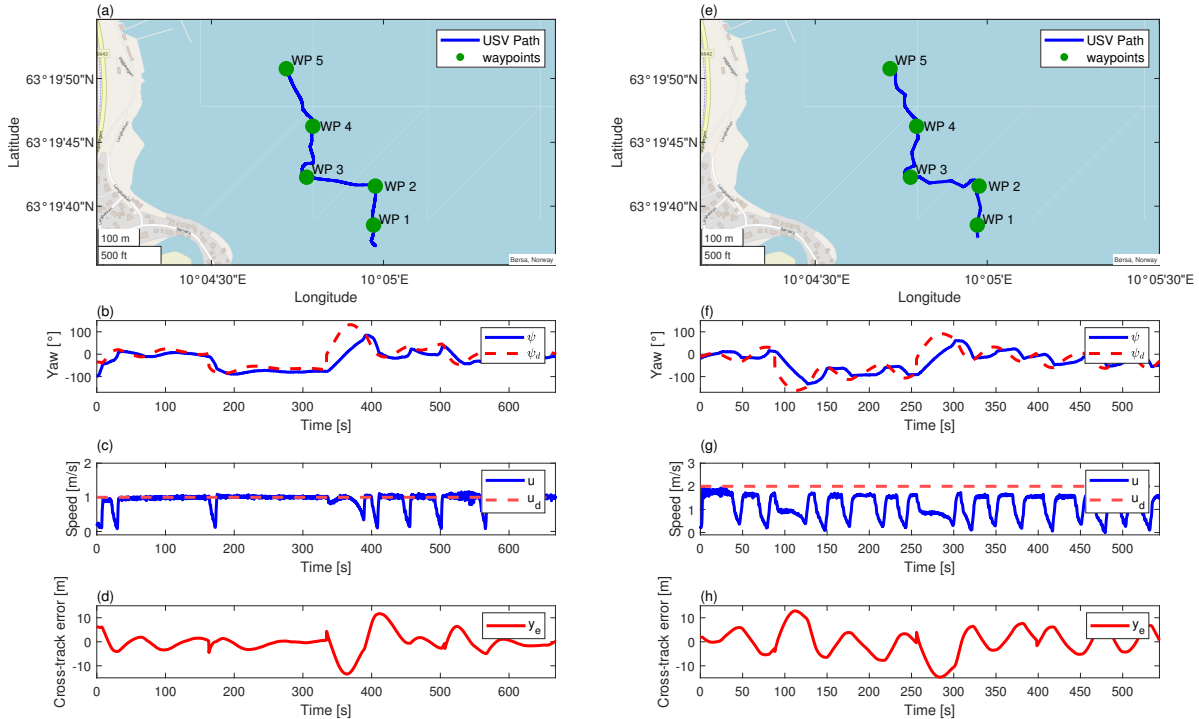 (a)
USV Path
waypoints
WP 5
WP 4
WP 3
WP 2
WP 1
63°19'50"N
63°19'45"N
63°19'40"N
Latitude
100 m
500 ft
Børsa, Norway
10°04'30"E
10°05'E
Longitude
(b)
ψ
ψ_d
100
0
-100
Yaw [°]
0 100 200 300 400 500 600
Time [s]
(c)
u
u_d
2
1
0
Speed [m/s]
0 100 200 300 400 500 600
Time [s]
(d)
y_e
10
0
-10
Cross-track error [m]
0 100 200 300 400 500 600
Time [s]
(e)
USV Path
waypoints
WP 5
WP 4
WP 3
WP 2
WP 1
63°19'50"N
63°19'45"N
63°19'40"N
Latitude
100 m
500 ft
Børsa, Norway
10°04'30"E
10°05'E
10°05'30"E
Longitude
(f)
ψ
ψ_d
100
0
-100
Yaw [°]
0 50 100 150 200 250 300 350 400 450 500
Time [s]
(g)
u
u_d
3
2
1
0
Speed [m/s]
0 50 100 150 200 250 300 350 400 450 500
Time [s]
(h)
y_e
10
0
-10
Cross-track error [m]
0 50 100 150 200 250 300 350 400 450 500
Time [s]